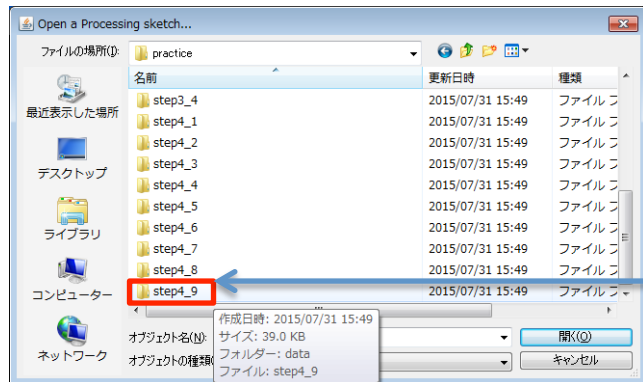 Open a Processing sketch...
ファイルの場所(I):
practice
名前
更新日時
種類
step3_4
2015/07/31 15:49
ファイル フ
step4_1
2015/07/31 15:49
ファイル フ
step4_2
2015/07/31 15:49
ファイル フ
step4_3
2015/07/31 15:49
ファイル フ
step4_4
2015/07/31 15:49
ファイル フ
step4_5
2015/07/31 15:49
ファイル フ
step4_6
2015/07/31 15:49
ファイル フ
step4_7
2015/07/31 15:49
ファイル フ
step4_8
2015/07/31 15:49
ファイル フ
step4_9
2015/07/31 15:49
ファイル フ
最近表示した場所
デスクトップ
ライブラリ
コンピューター
ネットワーク
作成日時: 2015/07/31 15:49
サイズ: 39.0 KB
フォルダー: data
ファイル: step4_9
オブジェクト名(N):
開く(O)
オブジェクトの種類(
キャンセル